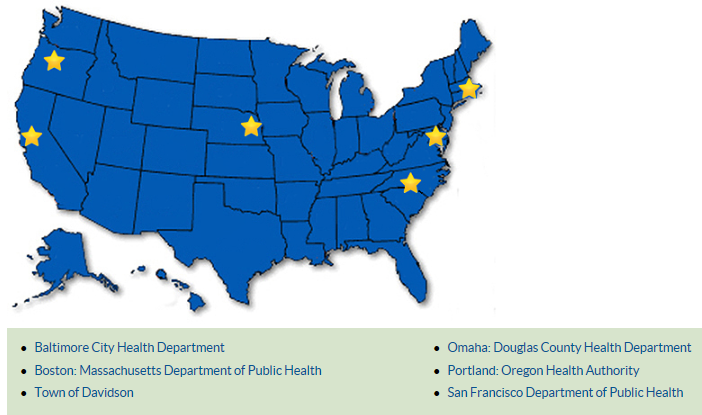 Baltimore City Health Department
Boston: Massachusetts Department of Public Health
Town of Davidson
Omaha: Douglas County Health Department
Portland: Oregon Health Authority
San Francisco Department of Public Health